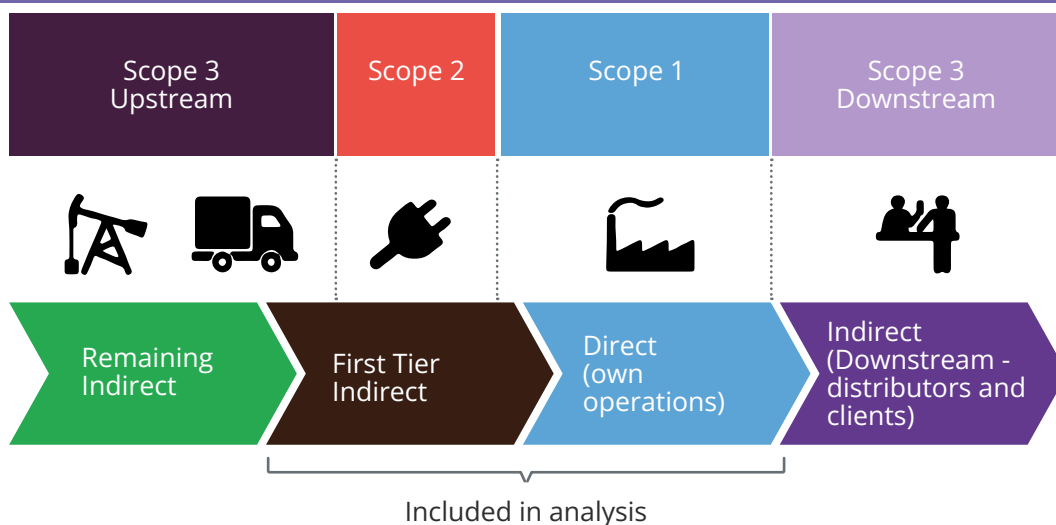 Scope 3
Upstream
Scope 2
Scope 1
Scope 3
Downstream
Remaining
Indirect
First Tier
Indirect
Direct
(own
operations)
Indirect
(Downstream -
distributors and
clients)
Included in analysis